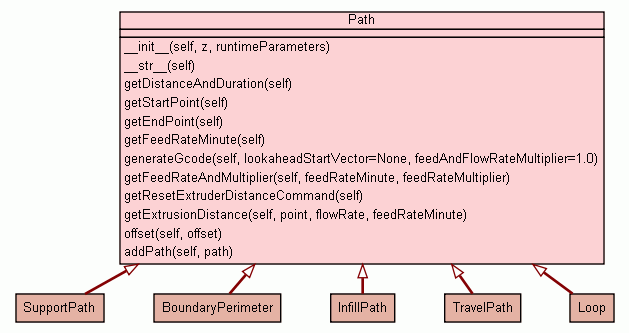 Path
__init__(self, z, runtimeParameters)
__str__(self)
getDistanceAndDuration(self)
getStartPoint(self)
getEndPoint(self)
getFeedRateMinute(self)
generateGcode(self, lookaheadStartVector=None, feedAndFlowRateMultiplier=1.0)
getFeedRateAndMultiplier(self, feedRateMinute, feedRateMultiplier)
getResetExtruderDistanceCommand(self)
getExtrusionDistance(self, point, flowRate, feedRateMinute)
offset(self, offset)
addPath(self, path)
SupportPath BoundaryPerimeter InfillPath TravelPath Loop